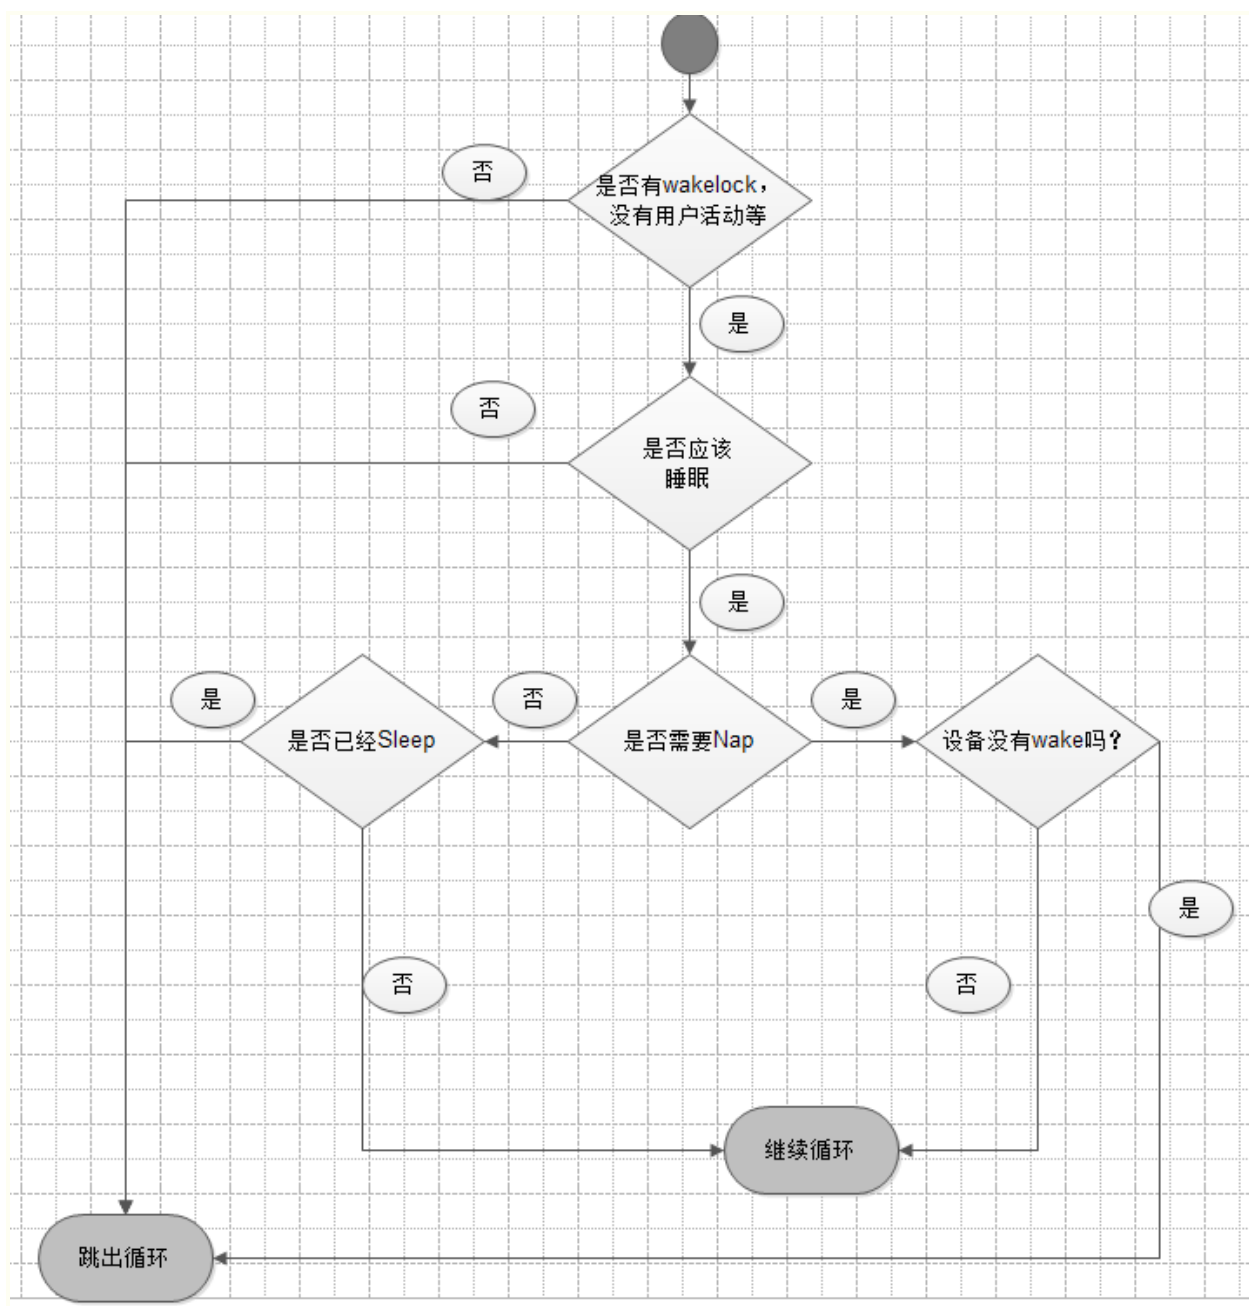 否
是否有wakelock，
没有用户活动等
是
否
是否应该
睡眠
是
是
否
是
是否已经Sleep
是否需要Nap
设备没有wake吗？
是
否
否
继续循环
跳出循环